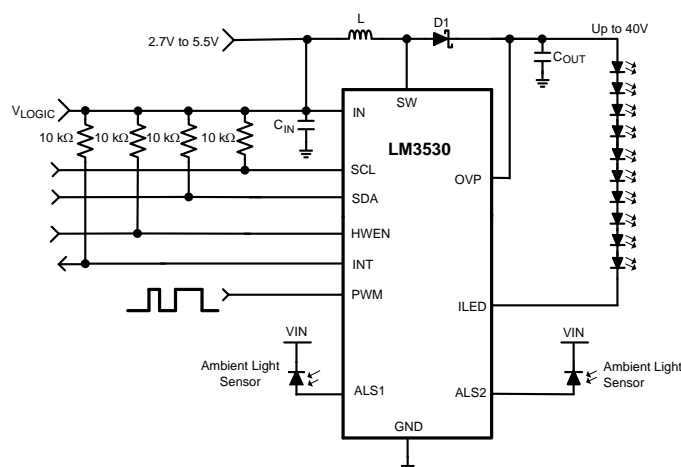 L
D1
2.7V to 5.5V
Up to 40V
COUT
VLOGIC
IN
SW
10 kΩ 10 kΩ 10 kΩ 10 kΩ
CIN
LM3530
SCL
OVP
SDA
HWEN
INT
PWM
ILED
VIN
VIN
Ambient Light
Sensor
Ambient Light
Sensor
ALS1
ALS2
GND